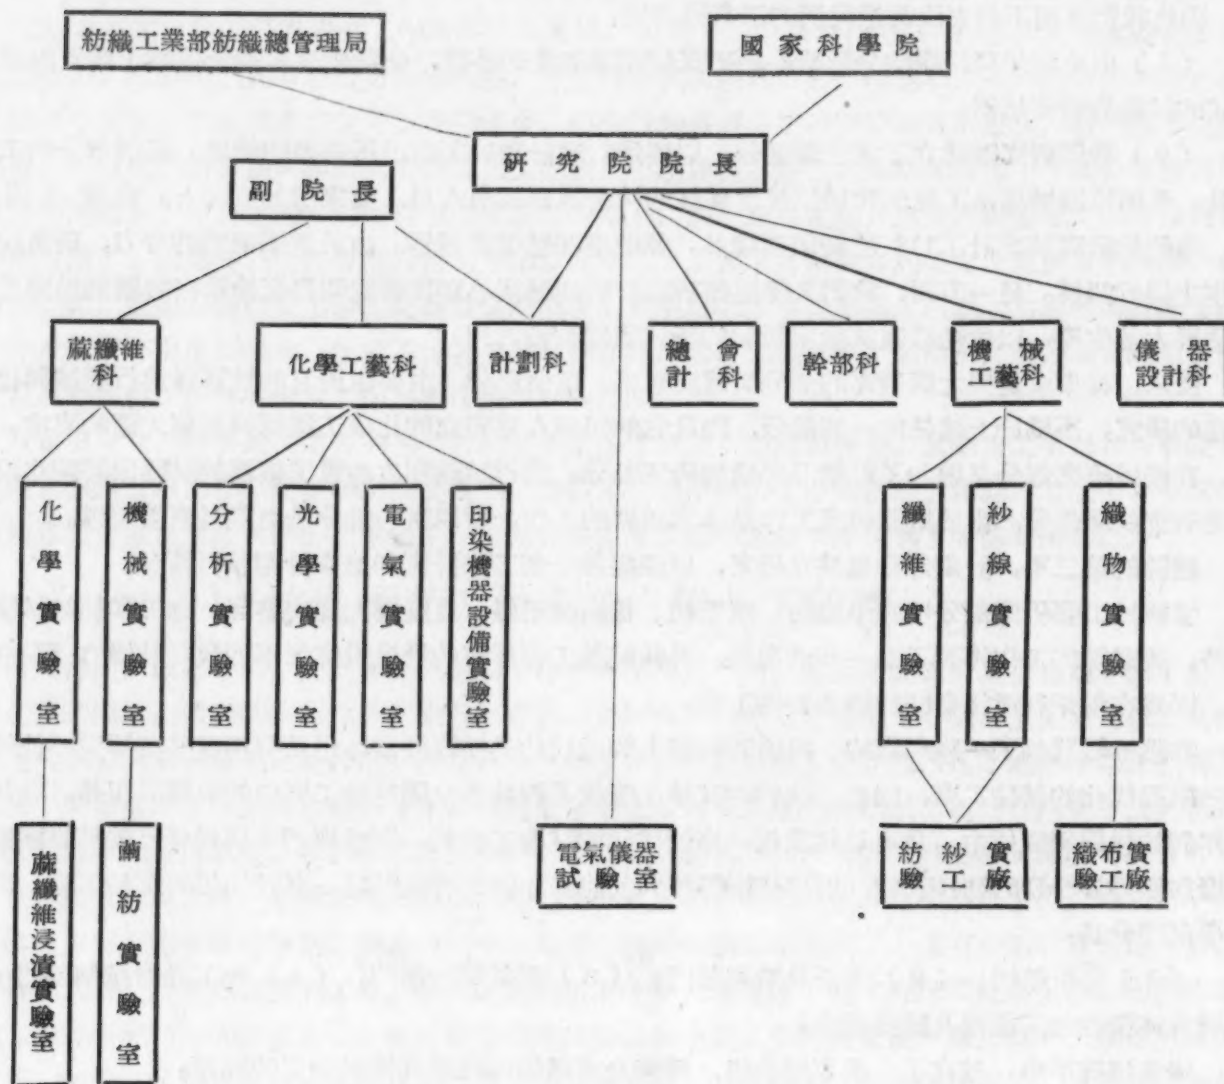 紡織工業部紡織總管理局
國家科學院
研究院院長
副院長
蔴纖維
科
化學工藝科
計劃科
總會
計科
幹部科
機械
工藝科
儀器
設計科
化學實驗室
機械實驗室
分析實驗室
光學實驗室
電氣實驗室
印染機器設備實驗室
纖維實驗室
紗線實驗室
織物實驗室
蔴纖維浸漬實驗室
繭紡實驗室
電氣儀器
試驗室
紡紗實
驗工廠
織布實
驗工廠